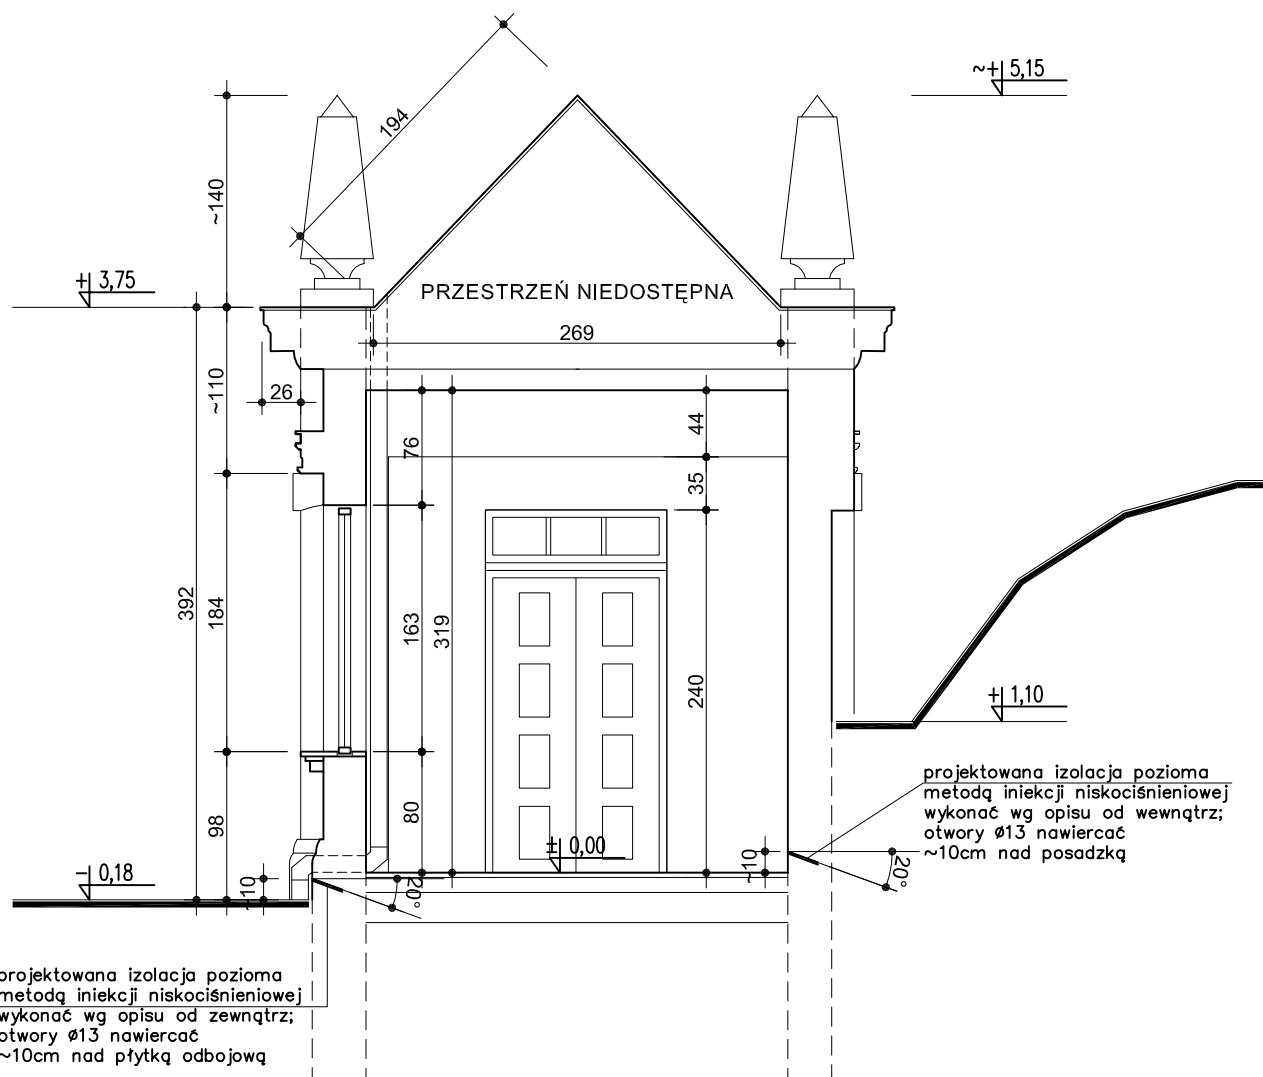 194
~+ 5,15
~140
+ 3,75
PRZESTRZEŃ NIEDOSTĘPNA
269
~110
26
76
44
35
392
184
163
319
240
+ 1,10
98
80
± 0,00
~10
20°
projektowana izolacja pozioma
metodą iniekcji niskociśnieniowej
wykonać wg opisu od wewnątrz;
otwory ø13 nawiercać
~10cm nad posadzką
- 0,18
~10
20°
projektowana izolacja pozioma
metodą iniekcji niskociśnieniowej
wykonać wg opisu od zewnątrz;
otwory ø13 nawiercać
~10cm nad płytką odbojową